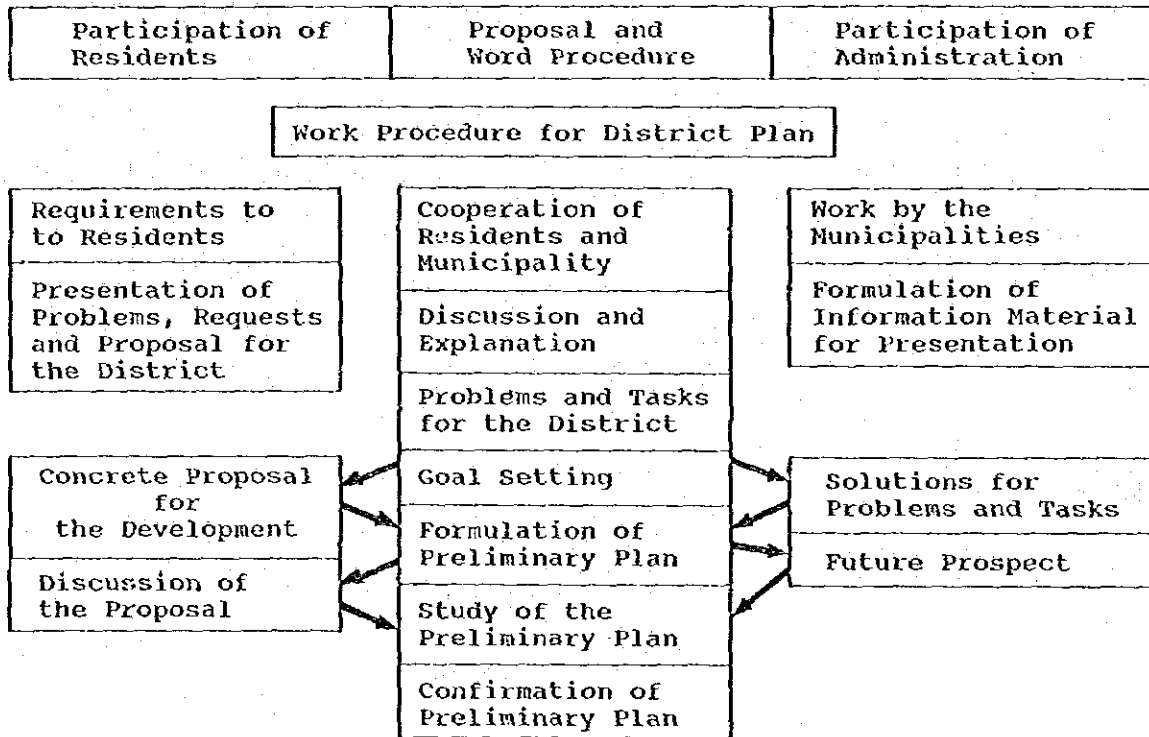 Participation of
Residents
Proposal and
Word Procedure
Participation of
Administration
Work Procedure for District Plan
Requirements to
to Residents
Presentation of
Problems, Requests
and Proposal for
the District
Concrete Proposal
for
the Development
Discussion of
the Proposal
Cooperation of
Residents and
Municipality
Discussion and
Explanation
Problems and Tasks
for the District
Goal Setting
Formulation of
Preliminary Plan
Study of the
Preliminary Plan
Confirmation of
Preliminary Plan
Work by the
Municipalities
Formulation of
Information Material
for Presentation
Solutions for
Problems and Tasks
Future Prospect